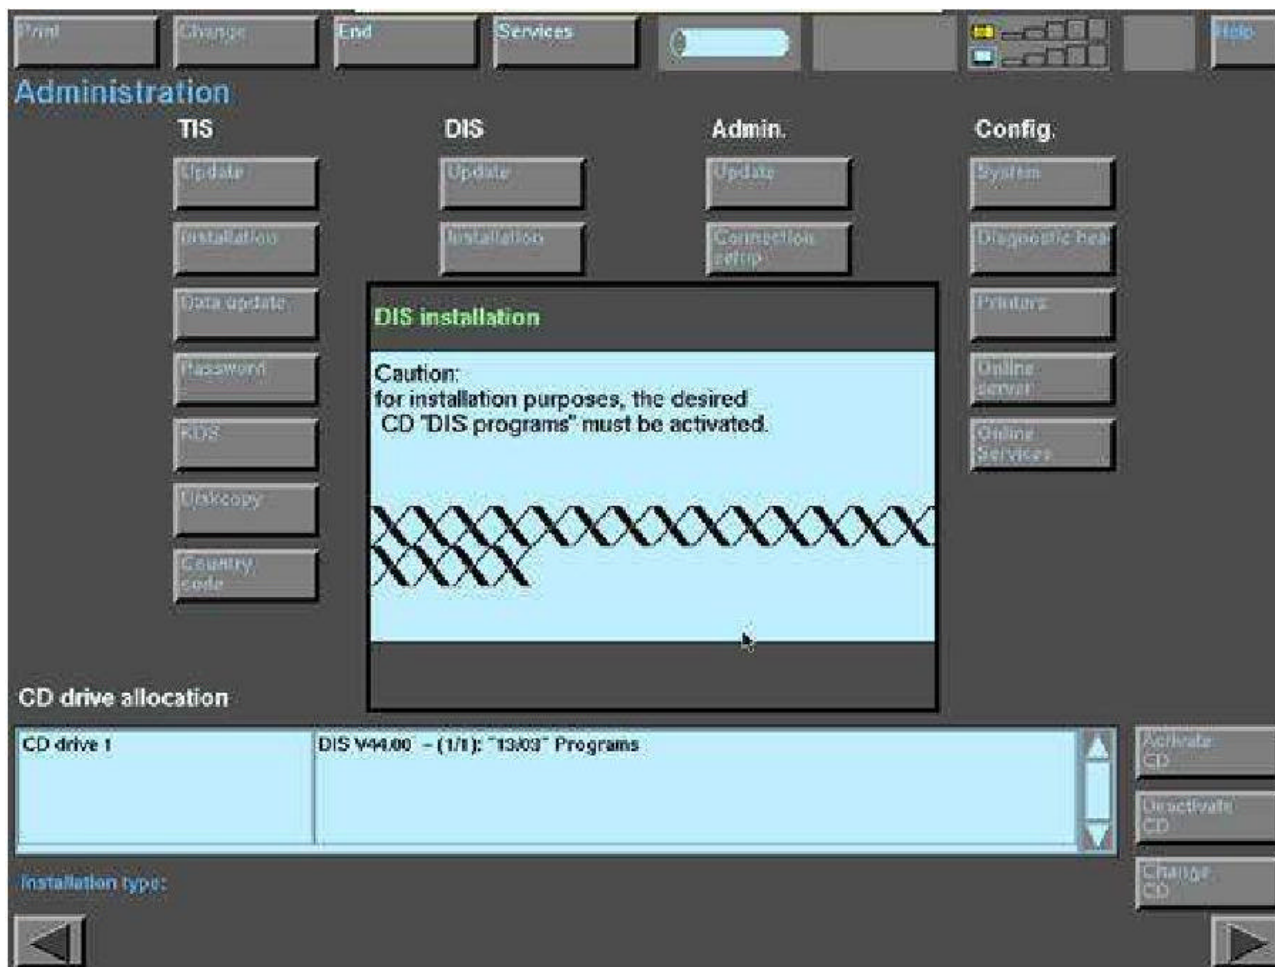 Print
Change
End
Services
Help
Administration
TIS
DIS
Admin.
Config.
Update
Update
Update
System
Installation
Installation
Connection
setup
Diagnostic hea
Data update
Printers
Password
Online
server
KDS
Online
Services
Diskcopy
Country
code
DIS installation
Caution:
for installation purposes, the desired
CD "DIS programs" must be activated.
CD drive allocation
CD drive 1
DIS V44.00 - (1/1): "13/03" Programs
Activate
CD
Deactivate
CD
Change
CD
Installation type: